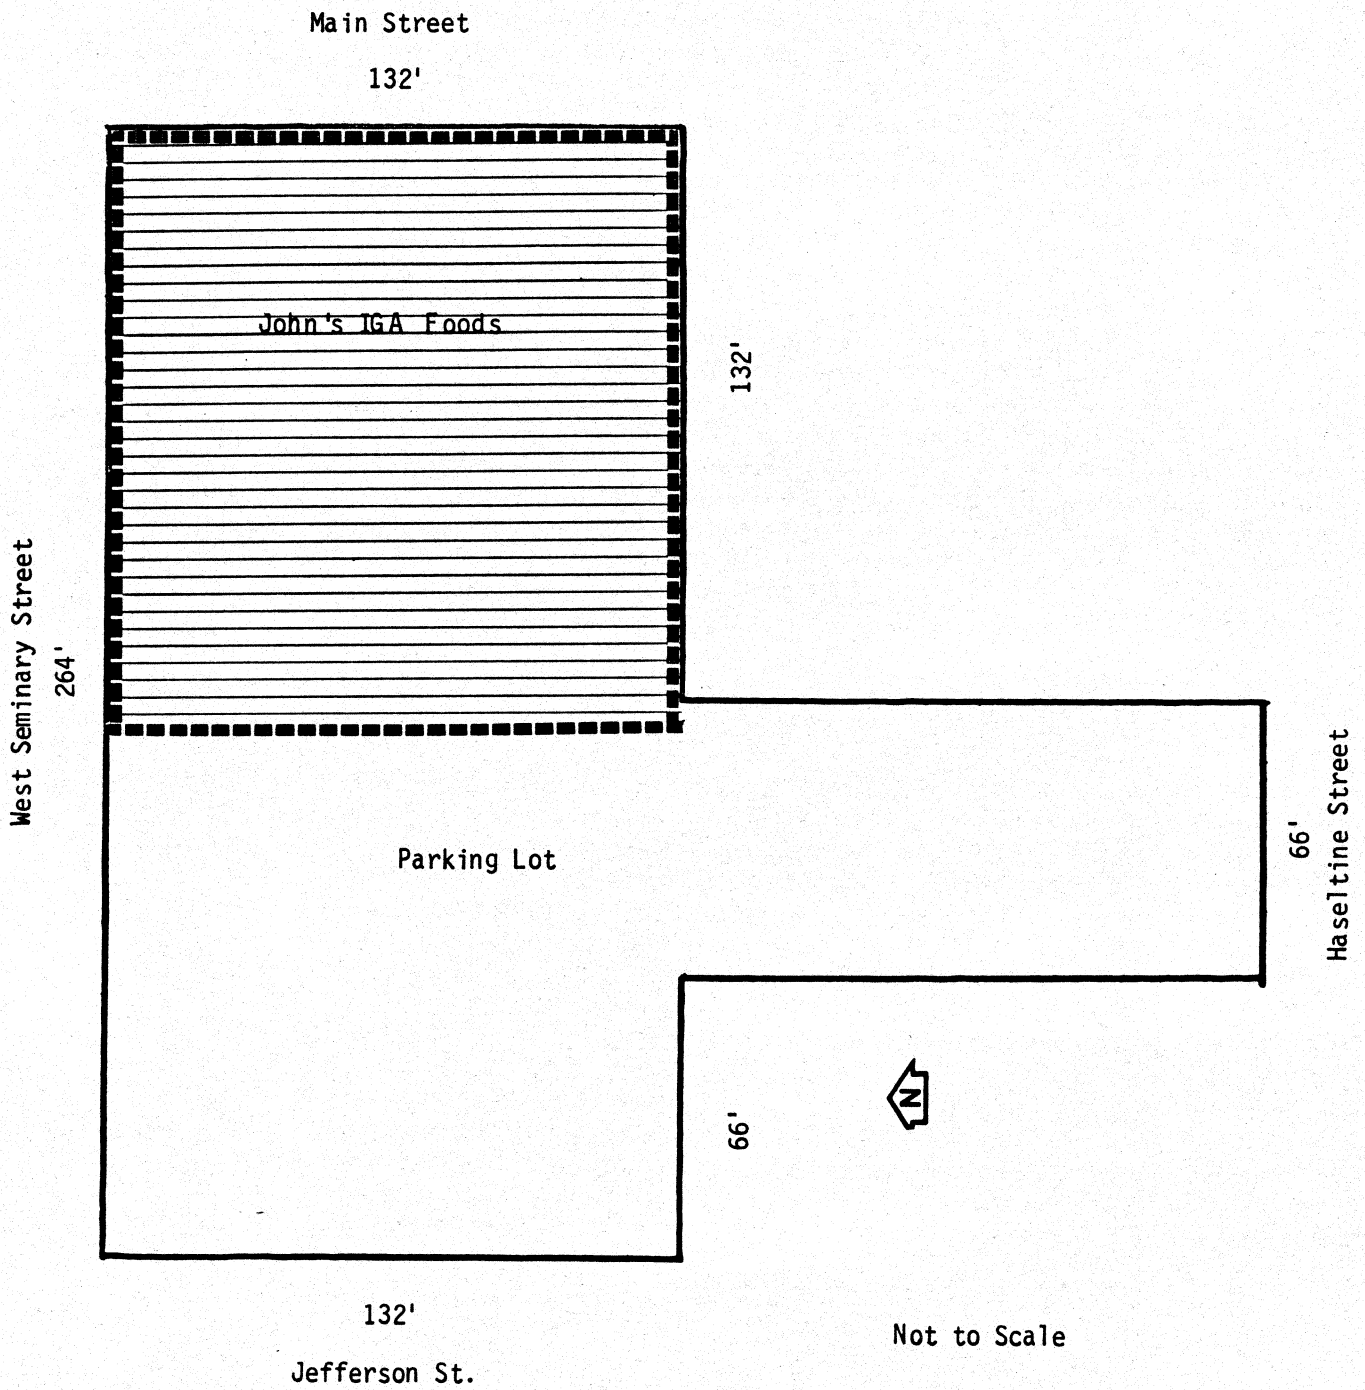 Main Street
132'
John's IGA Foods
132'
West Seminary Street
264'
Parking Lot
66'
Haseltine Street
N
66'
132'
Not to Scale
Jefferson St.